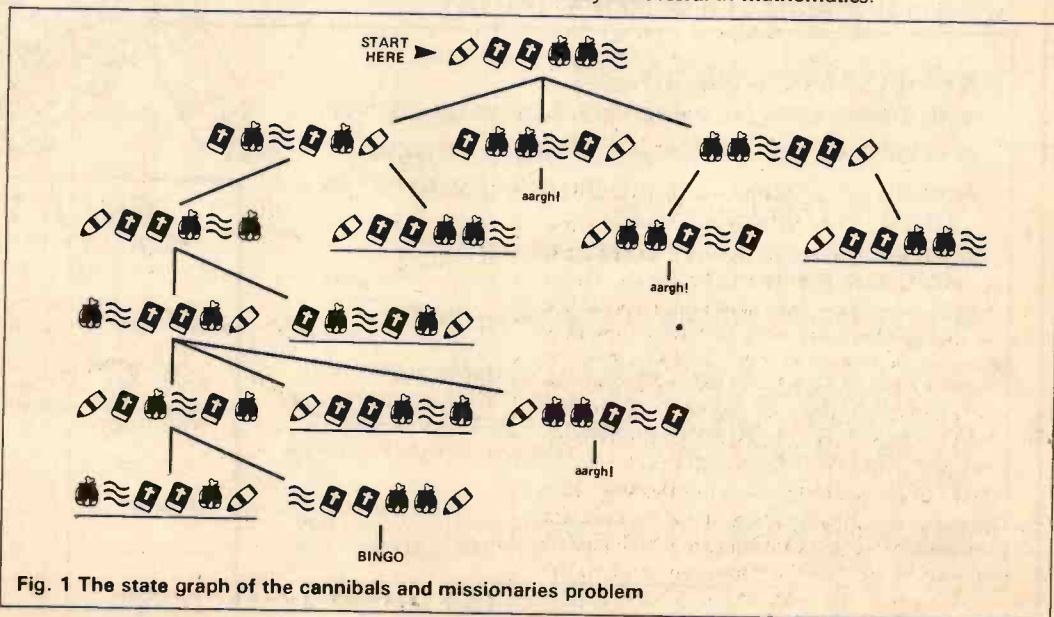 START
HERE
aargh!
aargh!
aargh!
BINGO
Fig. 1 The state graph of the cannibals and missionaries problem